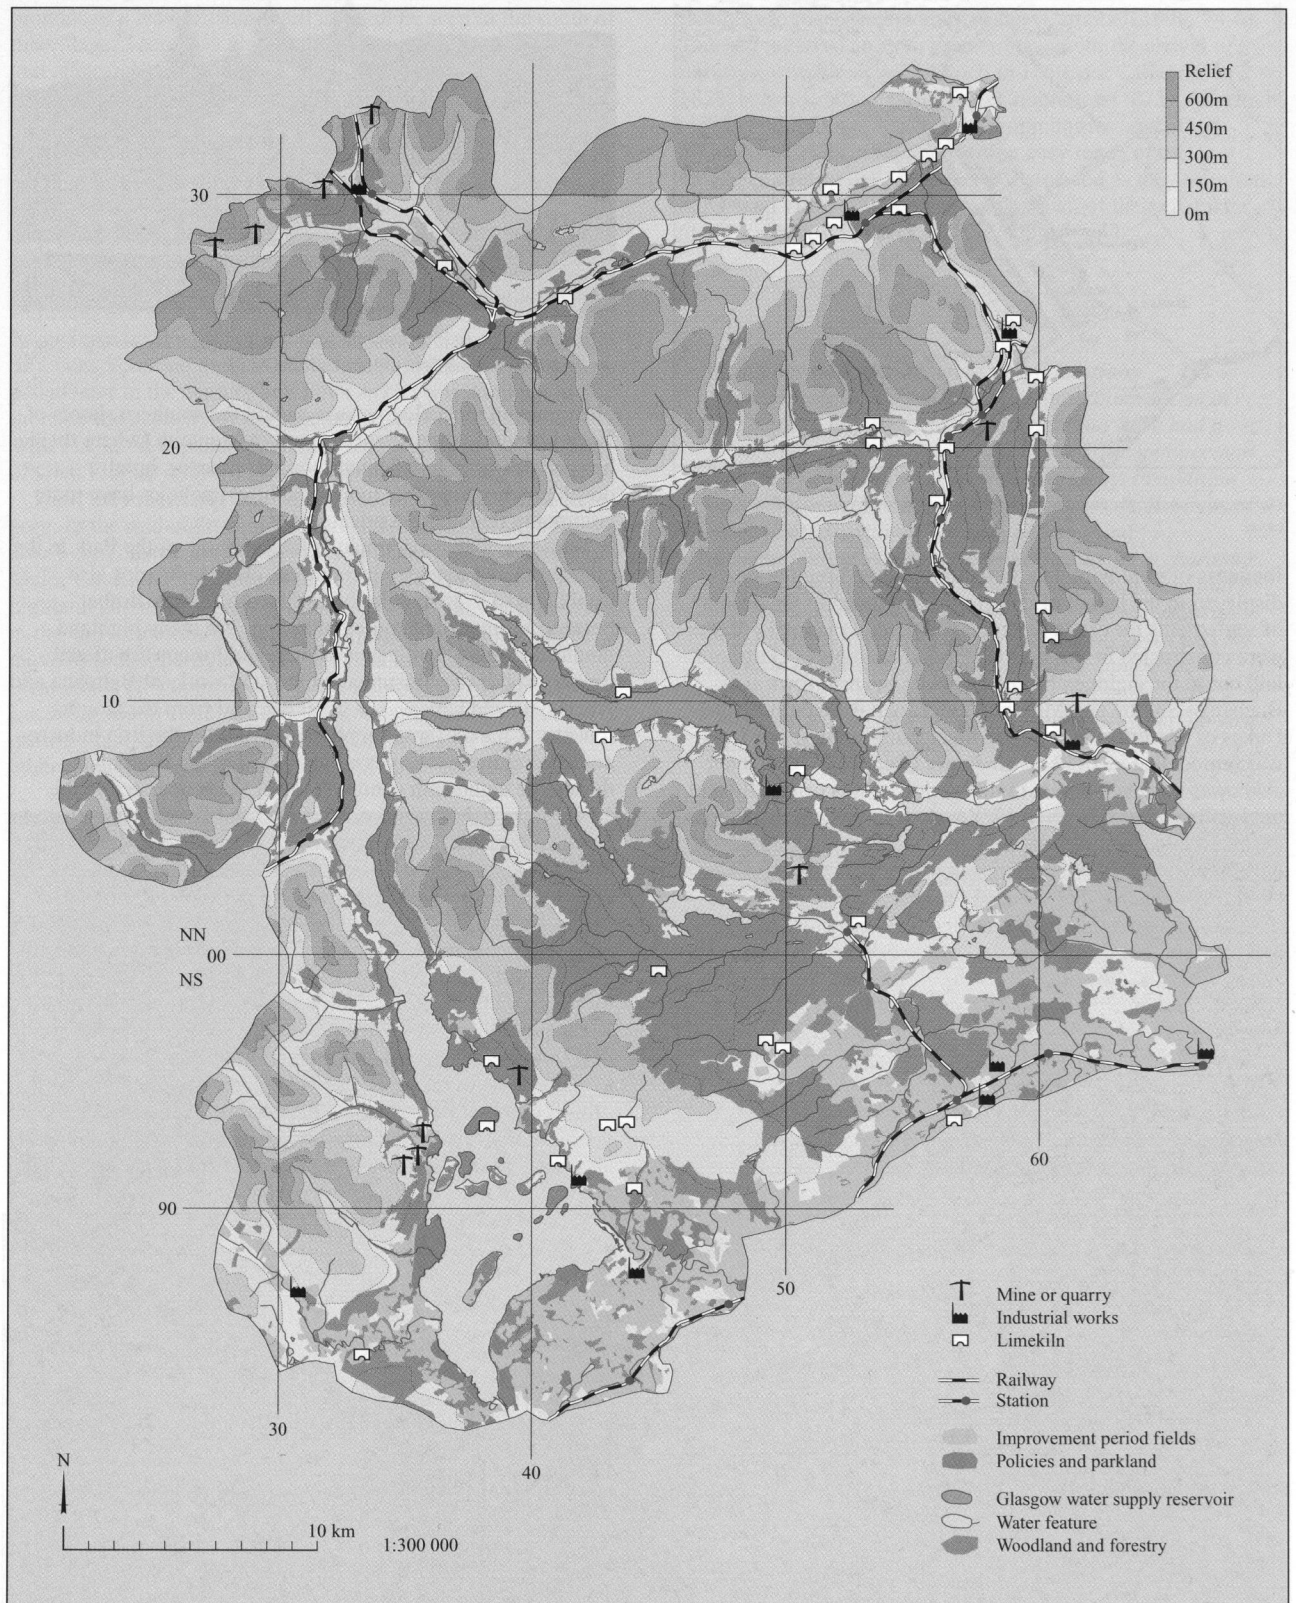 Relief
600m
450m
300m
150m
0m
30
20
10
NN
00
NS
60
90
50
30
40
Mine or quarry
Industrial works
Limekiln
Railway
Station
Improvement period fields
Policies and parkland
Glasgow water supply reservoir
Water feature
Woodland and forestry
N
10 km
1:300 000